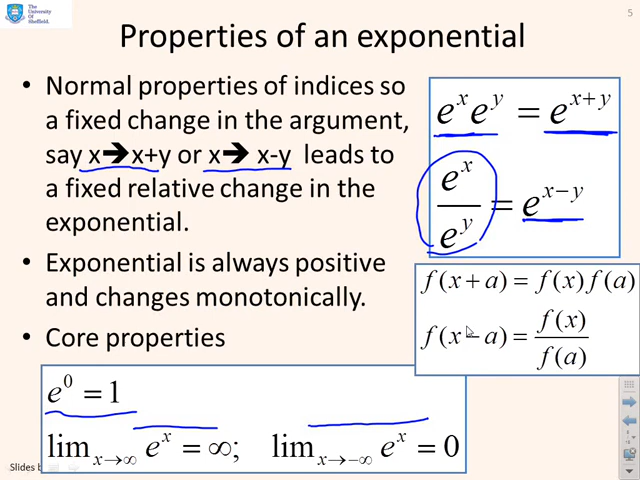 The
University
Of
Sheffield.
5
Properties of an exponential
• Normal properties of indices so
a fixed change in the argument,
say x→x+y or x→ x-y leads to
a fixed relative change in the
exponential.
• Exponential is always positive
and changes monotonically.
• Core properties
e^x e^y = e^{x+y}
e^x / e^y = e^{x−y}
f(x + a) = f(x)f(a)
f(x − a) = f(x) / f(a)
e^0 = 1
lim_{x→∞} e^x = ∞; lim_{x→−∞} e^x = 0
Slides b